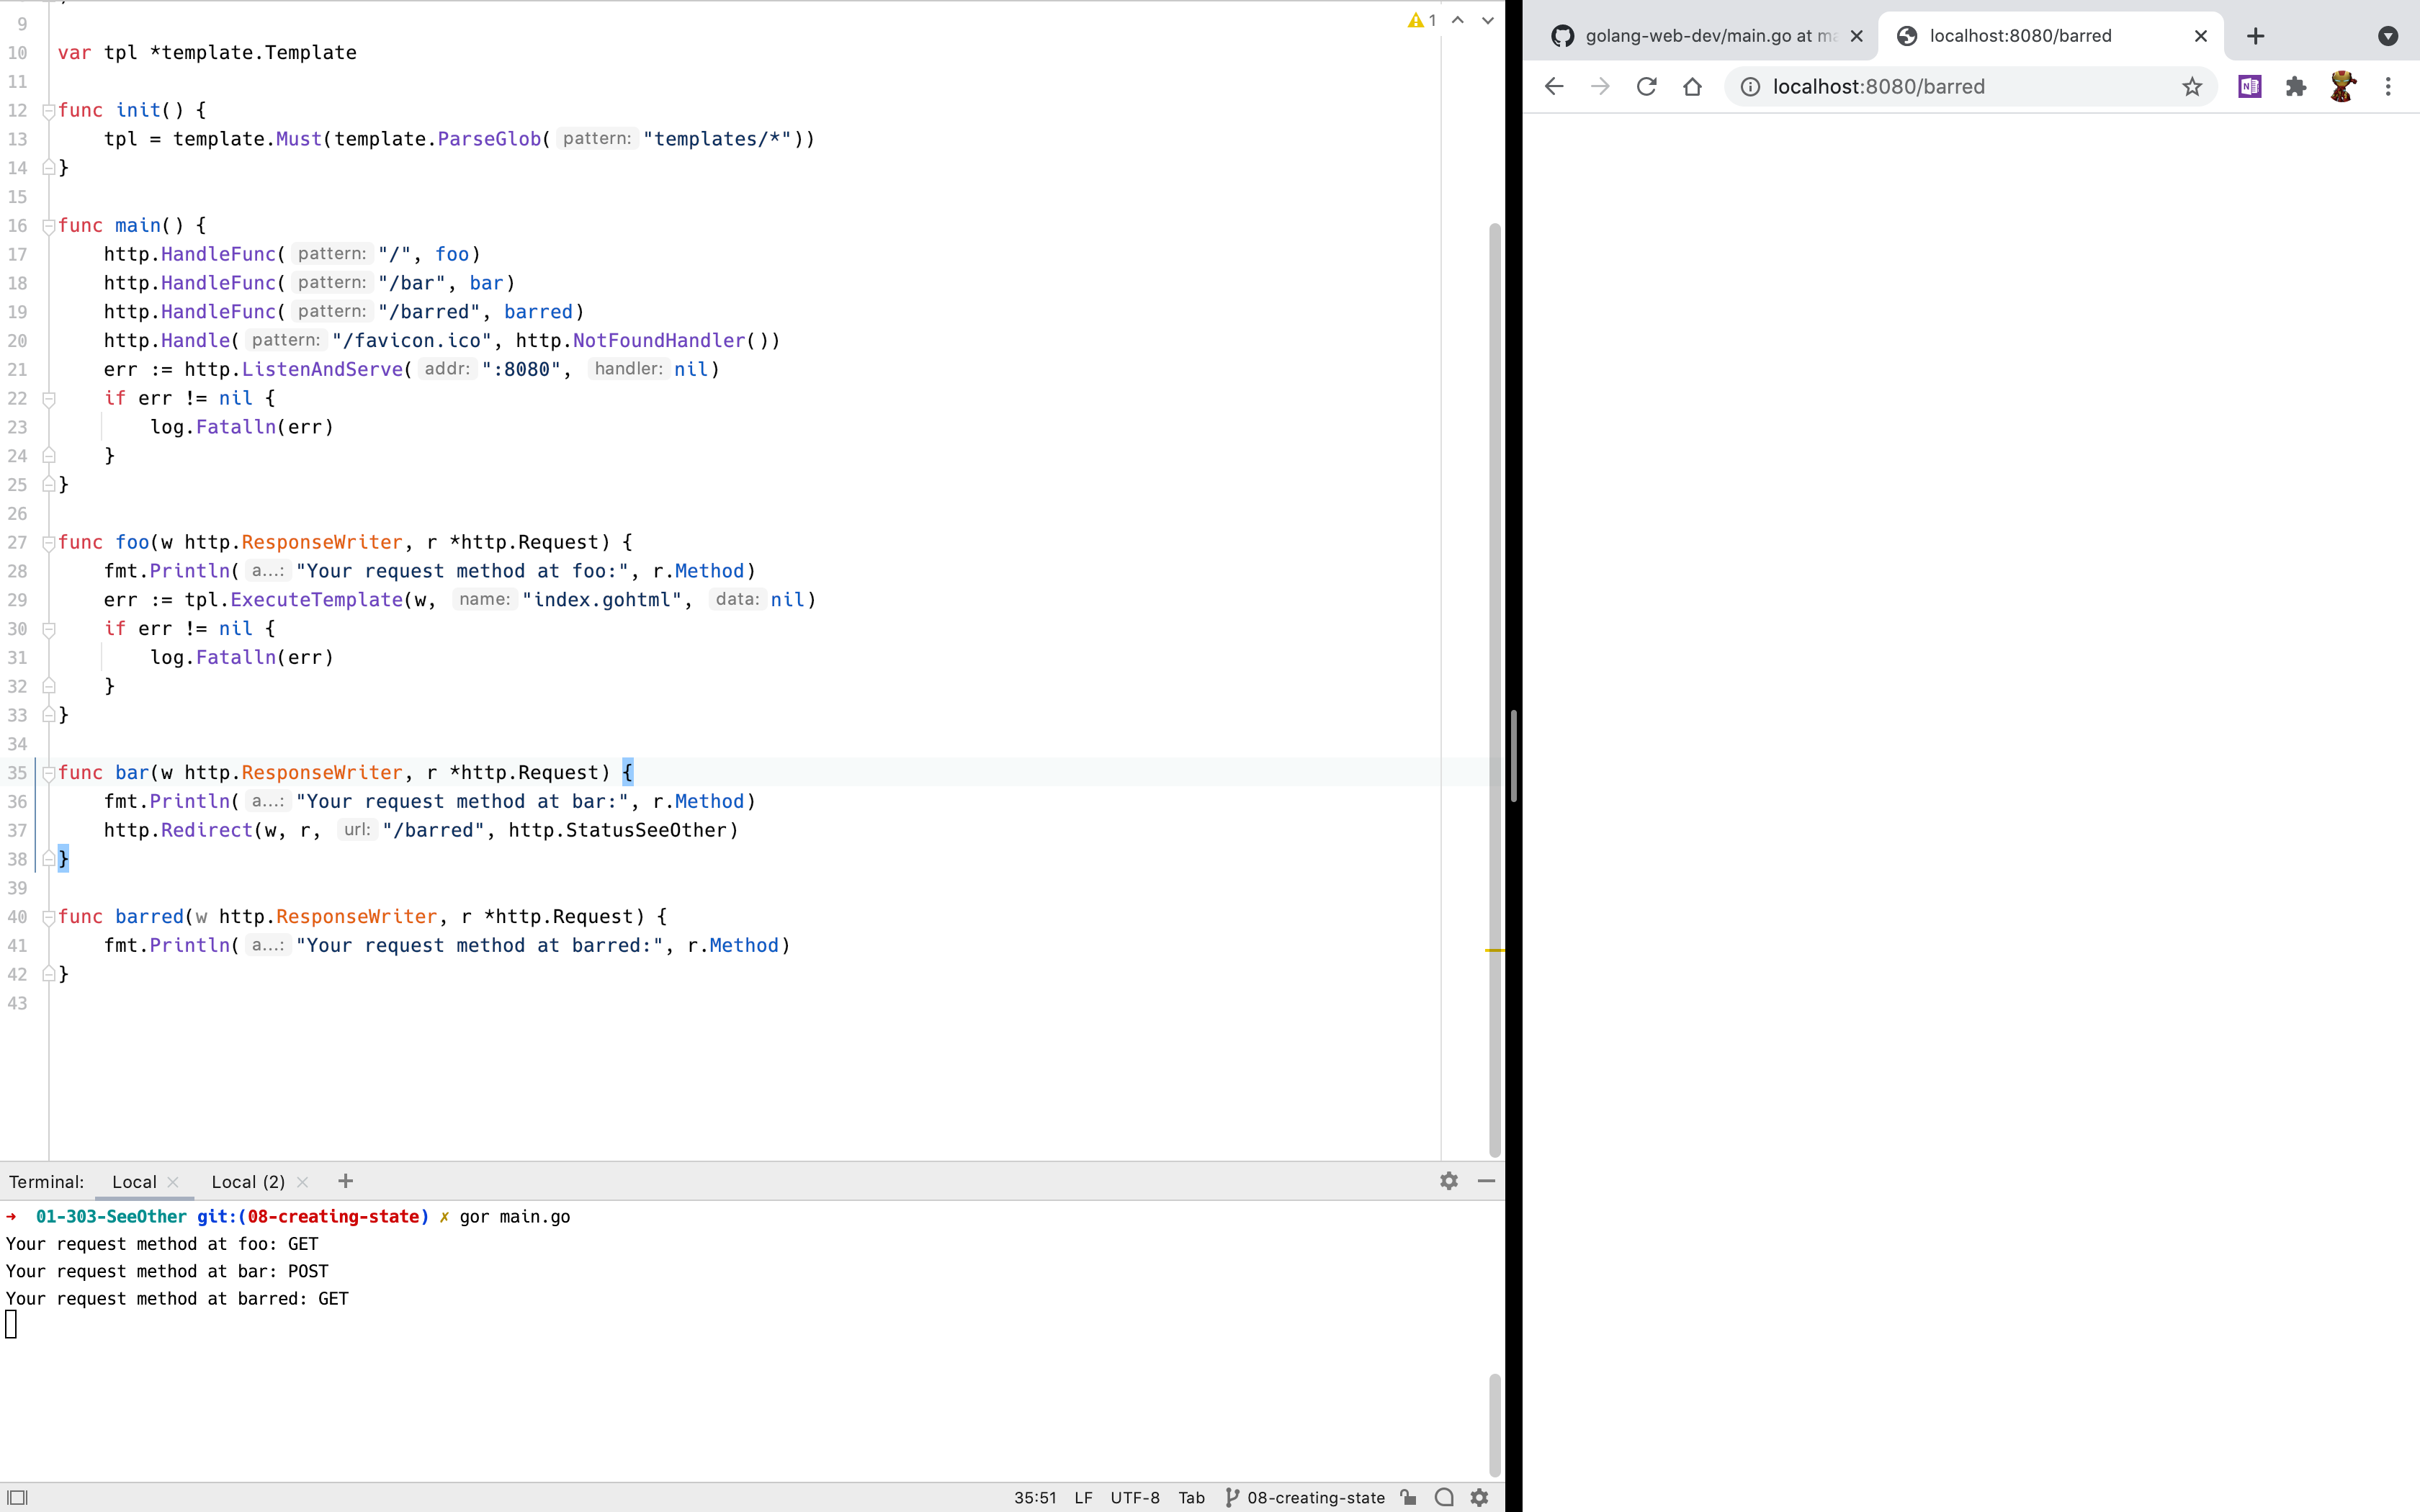 9
10 var tpl *template.Template
11
12 func init() {
13 tpl = template.Must(template.ParseGlob( pattern: "templates/*"))
14 }
15
16 func main() {
17 http.HandleFunc( pattern: "/", foo)
18 http.HandleFunc( pattern: "/bar", bar)
19 http.HandleFunc( pattern: "/barred", barred)
20 http.Handle( pattern: "/favicon.ico", http.NotFoundHandler())
21 err := http.ListenAndServe( addr: ":8080", handler: nil)
22 if err != nil {
23 log.Fatalln(err)
24 }
25 }
26
27 func foo(w http.ResponseWriter, r *http.Request) {
28 fmt.Println( a...: "Your request method at foo:", r.Method)
29 err := tpl.ExecuteTemplate(w, name: "index.gohtml", data: nil)
30 if err != nil {
31 log.Fatalln(err)
32 }
33 }
34
35 func bar(w http.ResponseWriter, r *http.Request) {
36 fmt.Println( a...: "Your request method at bar:", r.Method)
37 http.Redirect(w, r, url: "/barred", http.StatusSeeOther)
38 }
39
40 func barred(w http.ResponseWriter, r *http.Request) {
41 fmt.Println( a...: "Your request method at barred:", r.Method)
42 }
43
1
Terminal: Local Local (2)
→ 01-303-SeeOther git:(08-creating-state) ✗ gor main.go
Your request method at foo: GET
Your request method at bar: POST
Your request method at barred: GET
35:51 LF UTF-8 Tab 08-creating-state
golang-web-dev/main.go at
localhost:8080/barred
localhost:8080/barred